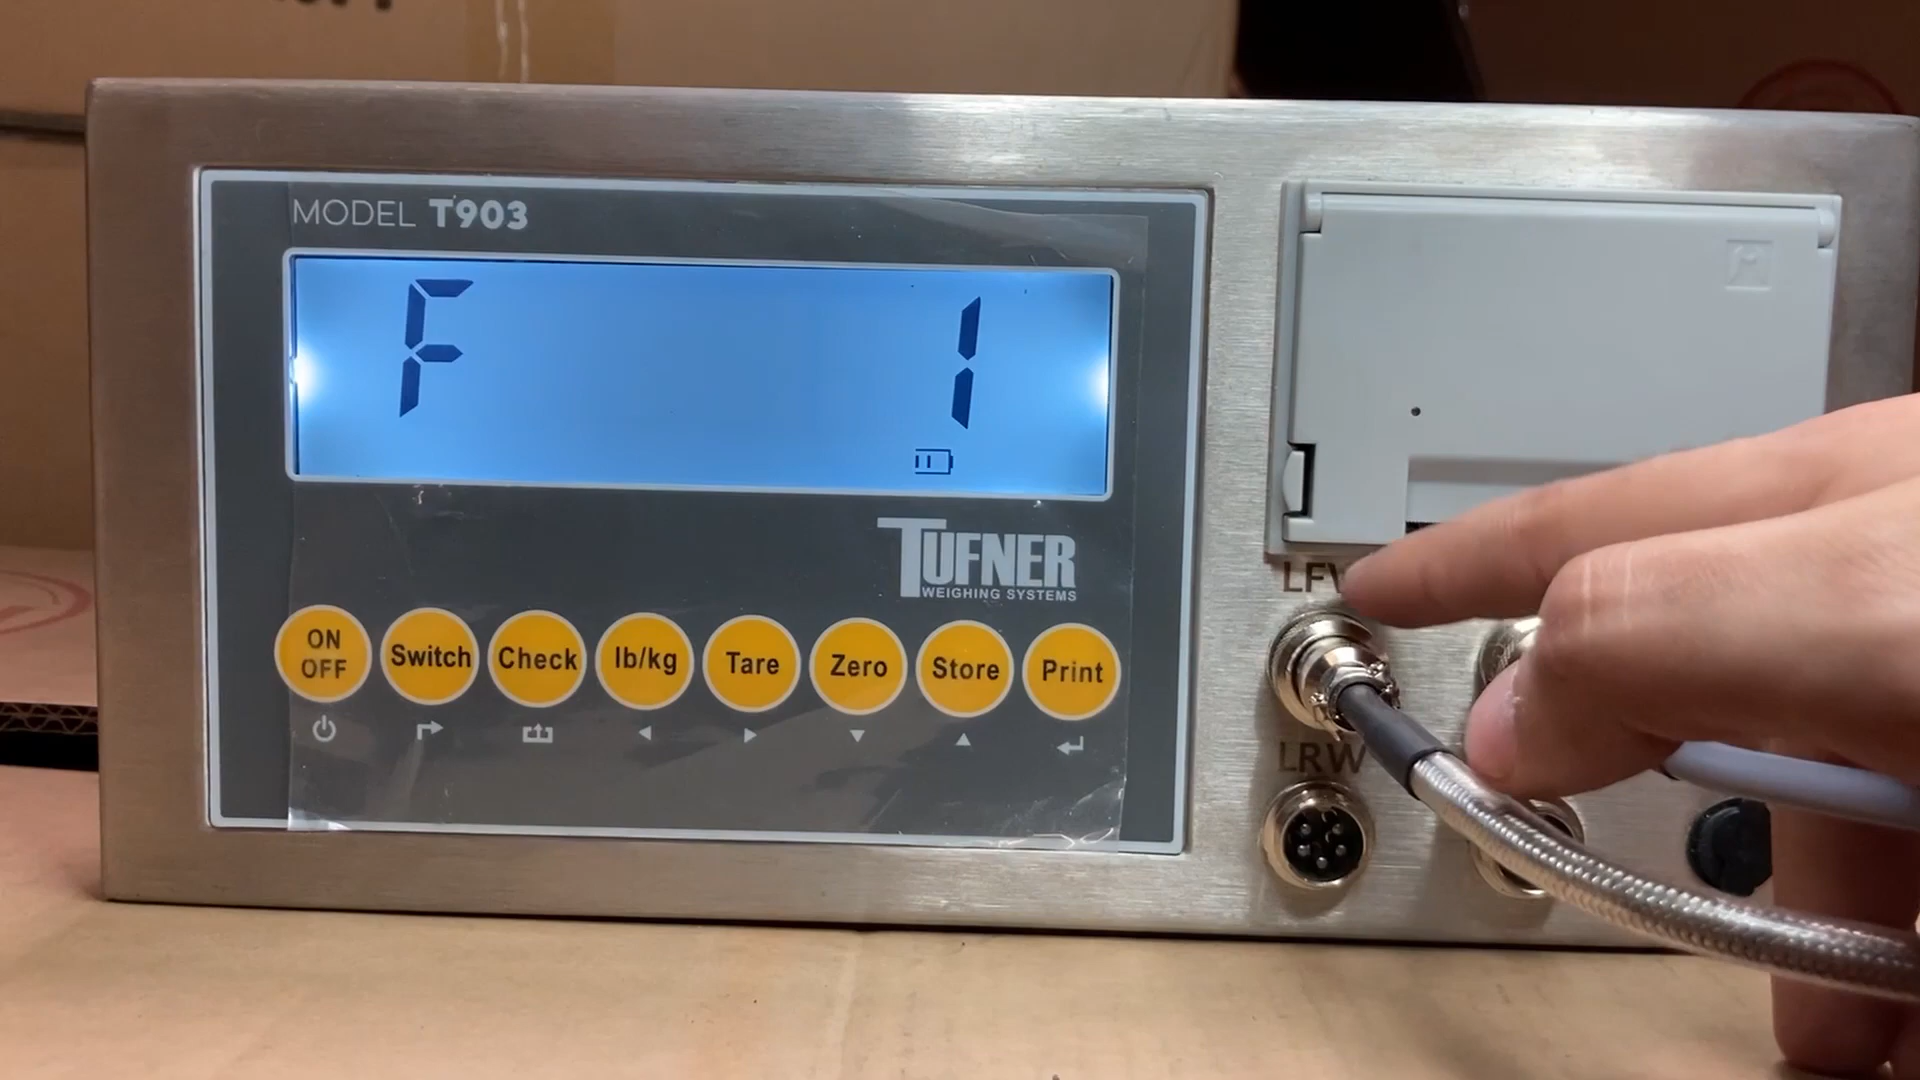 MODEL T903
F 1
TUFNER
WEIGHING SYSTEMS
ON
OFF
Switch
Check
lb/kg
Tare
Zero
Store
Print
LRW